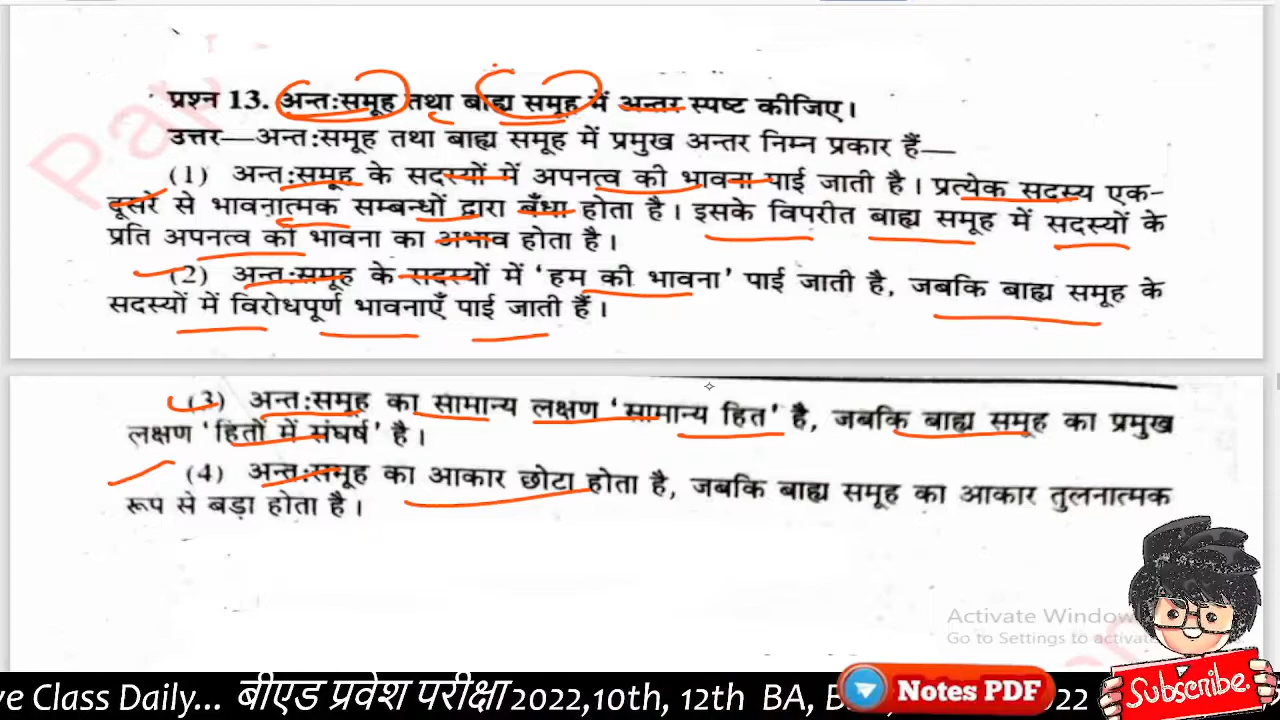 प्रश्न 13. अन्तःसमूह तथा बाह्य समूह में अन्तर स्पष्ट कीजिए।
उत्तर—अन्तःसमूह तथा बाह्य समूह में प्रमुख अन्तर निम्न प्रकार हैं—
(1) अन्तःसमूह के सदस्यों में अपनत्व की भावना पाई जाती है। प्रत्येक सदस्य एक-
दूसरे से भावनात्मक सम्बन्धों द्वारा बँधा होता है। इसके विपरीत बाह्य समूह में सदस्यों के
प्रति अपनत्व की भावना का अभाव होता है।
(2) अन्तःसमूह के सदस्यों में 'हम की भावना' पाई जाती है, जबकि बाह्य समूह के
सदस्यों में विरोधपूर्ण भावनाएँ पाई जाती हैं।
(3) अन्तःसमूह का सामान्य लक्षण 'सामान्य हित' है, जबकि बाह्य समूह का प्रमुख
लक्षण 'हितों में संघर्ष' है।
(4) अन्तःसमूह का आकार छोटा होता है, जबकि बाह्य समूह का आकार तुलनात्मक
रूप से बड़ा होता है।
Activate Window
Go to Settings to activat
ve Class Daily... बीएड प्रवेश परीक्षा 2022,10th, 12th BA, B 22
Notes PDF
Subscribe